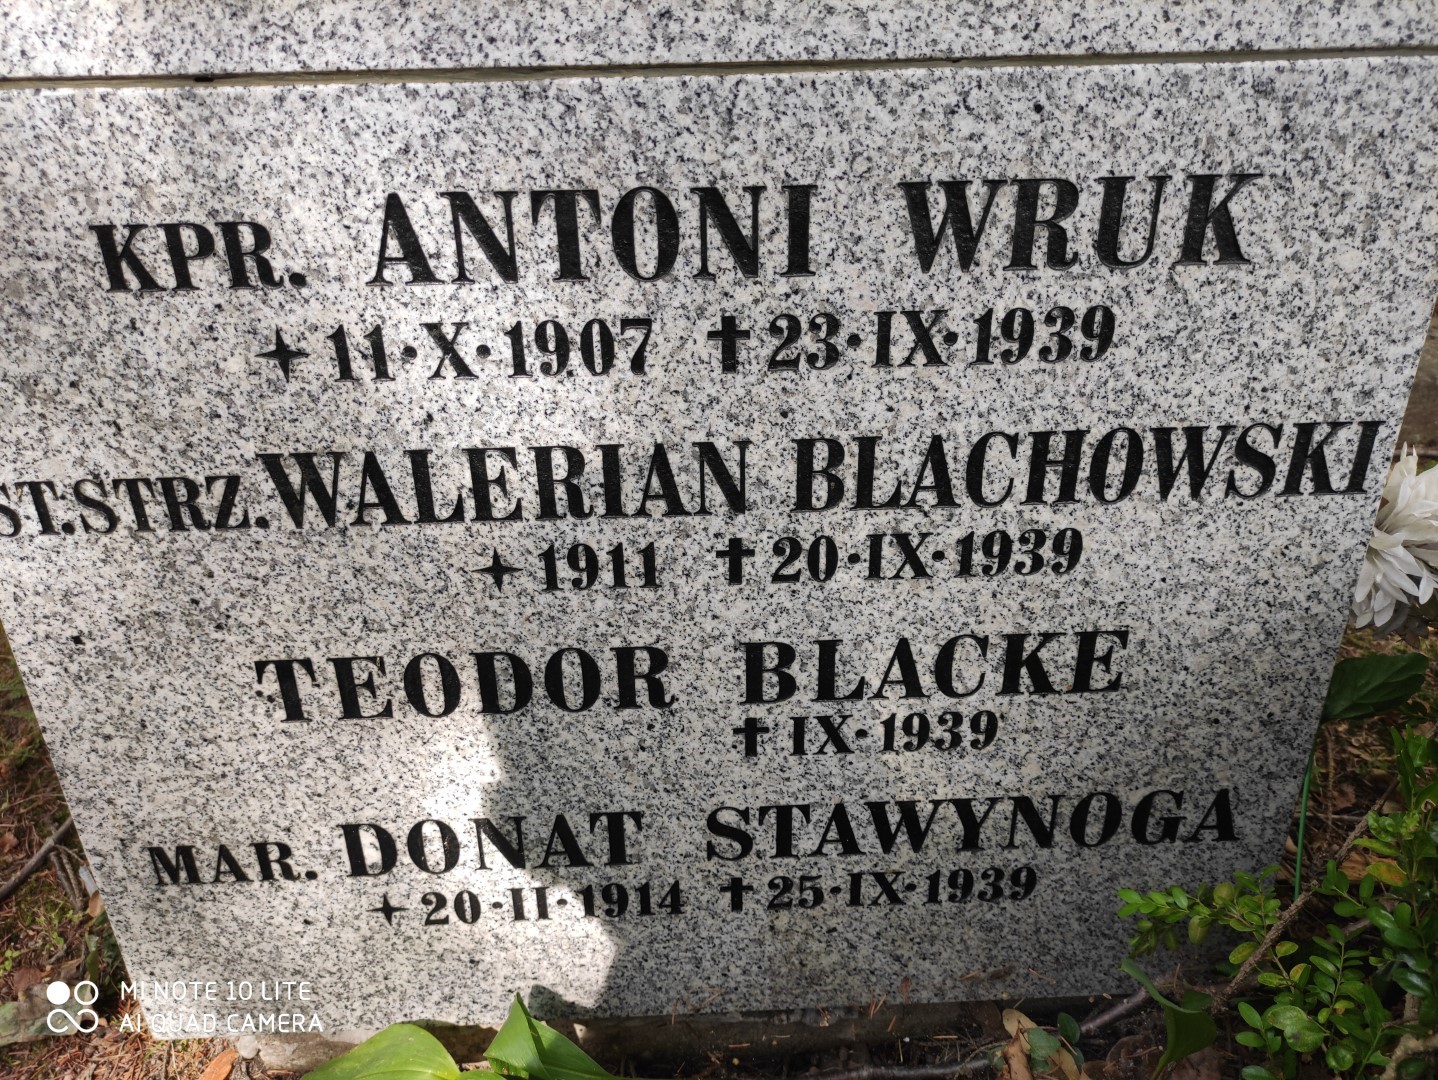 KPR. ANTONI WRUK
✦ 11·X·1907 ✝ 23·IX·1939
ST.STRZ. WALERIAN BLACHOWSKI
✦ 1911 ✝ 20·IX·1939
TEODOR BLACKE
✝ IX·1939
MAR. DONAT STAWYNOGA
✦ 20·II·1914 ✝ 25·IX·1939
MI NOTE 10 LITE
AI QUAD CAMERA